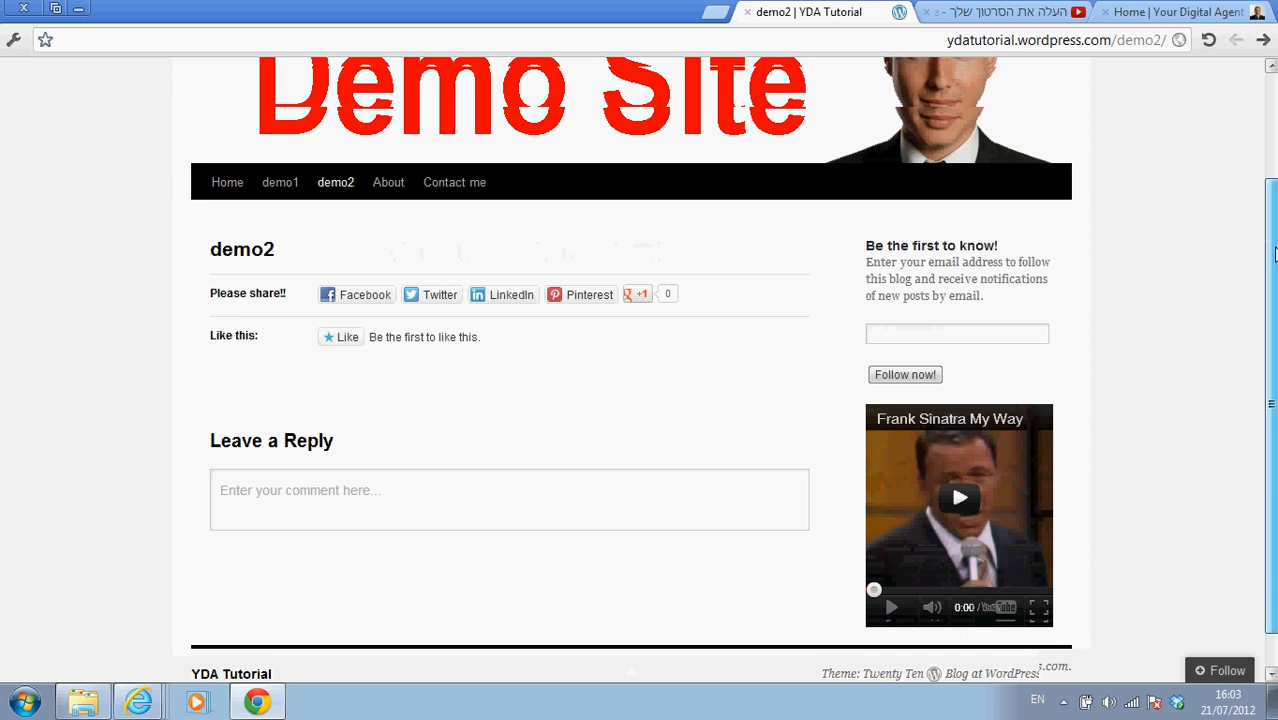 demo2 | YDA Tutorial
העלה את הסרטון שלך -
Home | Your Digital Agent
ydatutorial.wordpress.com/demo2/
Demo Site
Home demo1 demo2 About Contact me
demo2
Please share!! Facebook Twitter LinkedIn Pinterest +1 0
Like this: Like Be the first to like this.
Leave a Reply
Enter your comment here...
Be the first to know!
Enter your email address to follow
this blog and receive notifications
of new posts by email.
Follow now!
Frank Sinatra My Way
0:00 / YouTube
YDA Tutorial
Theme: Twenty Ten Blog at WordPress.com.
Follow
EN
16:03
21/07/2012